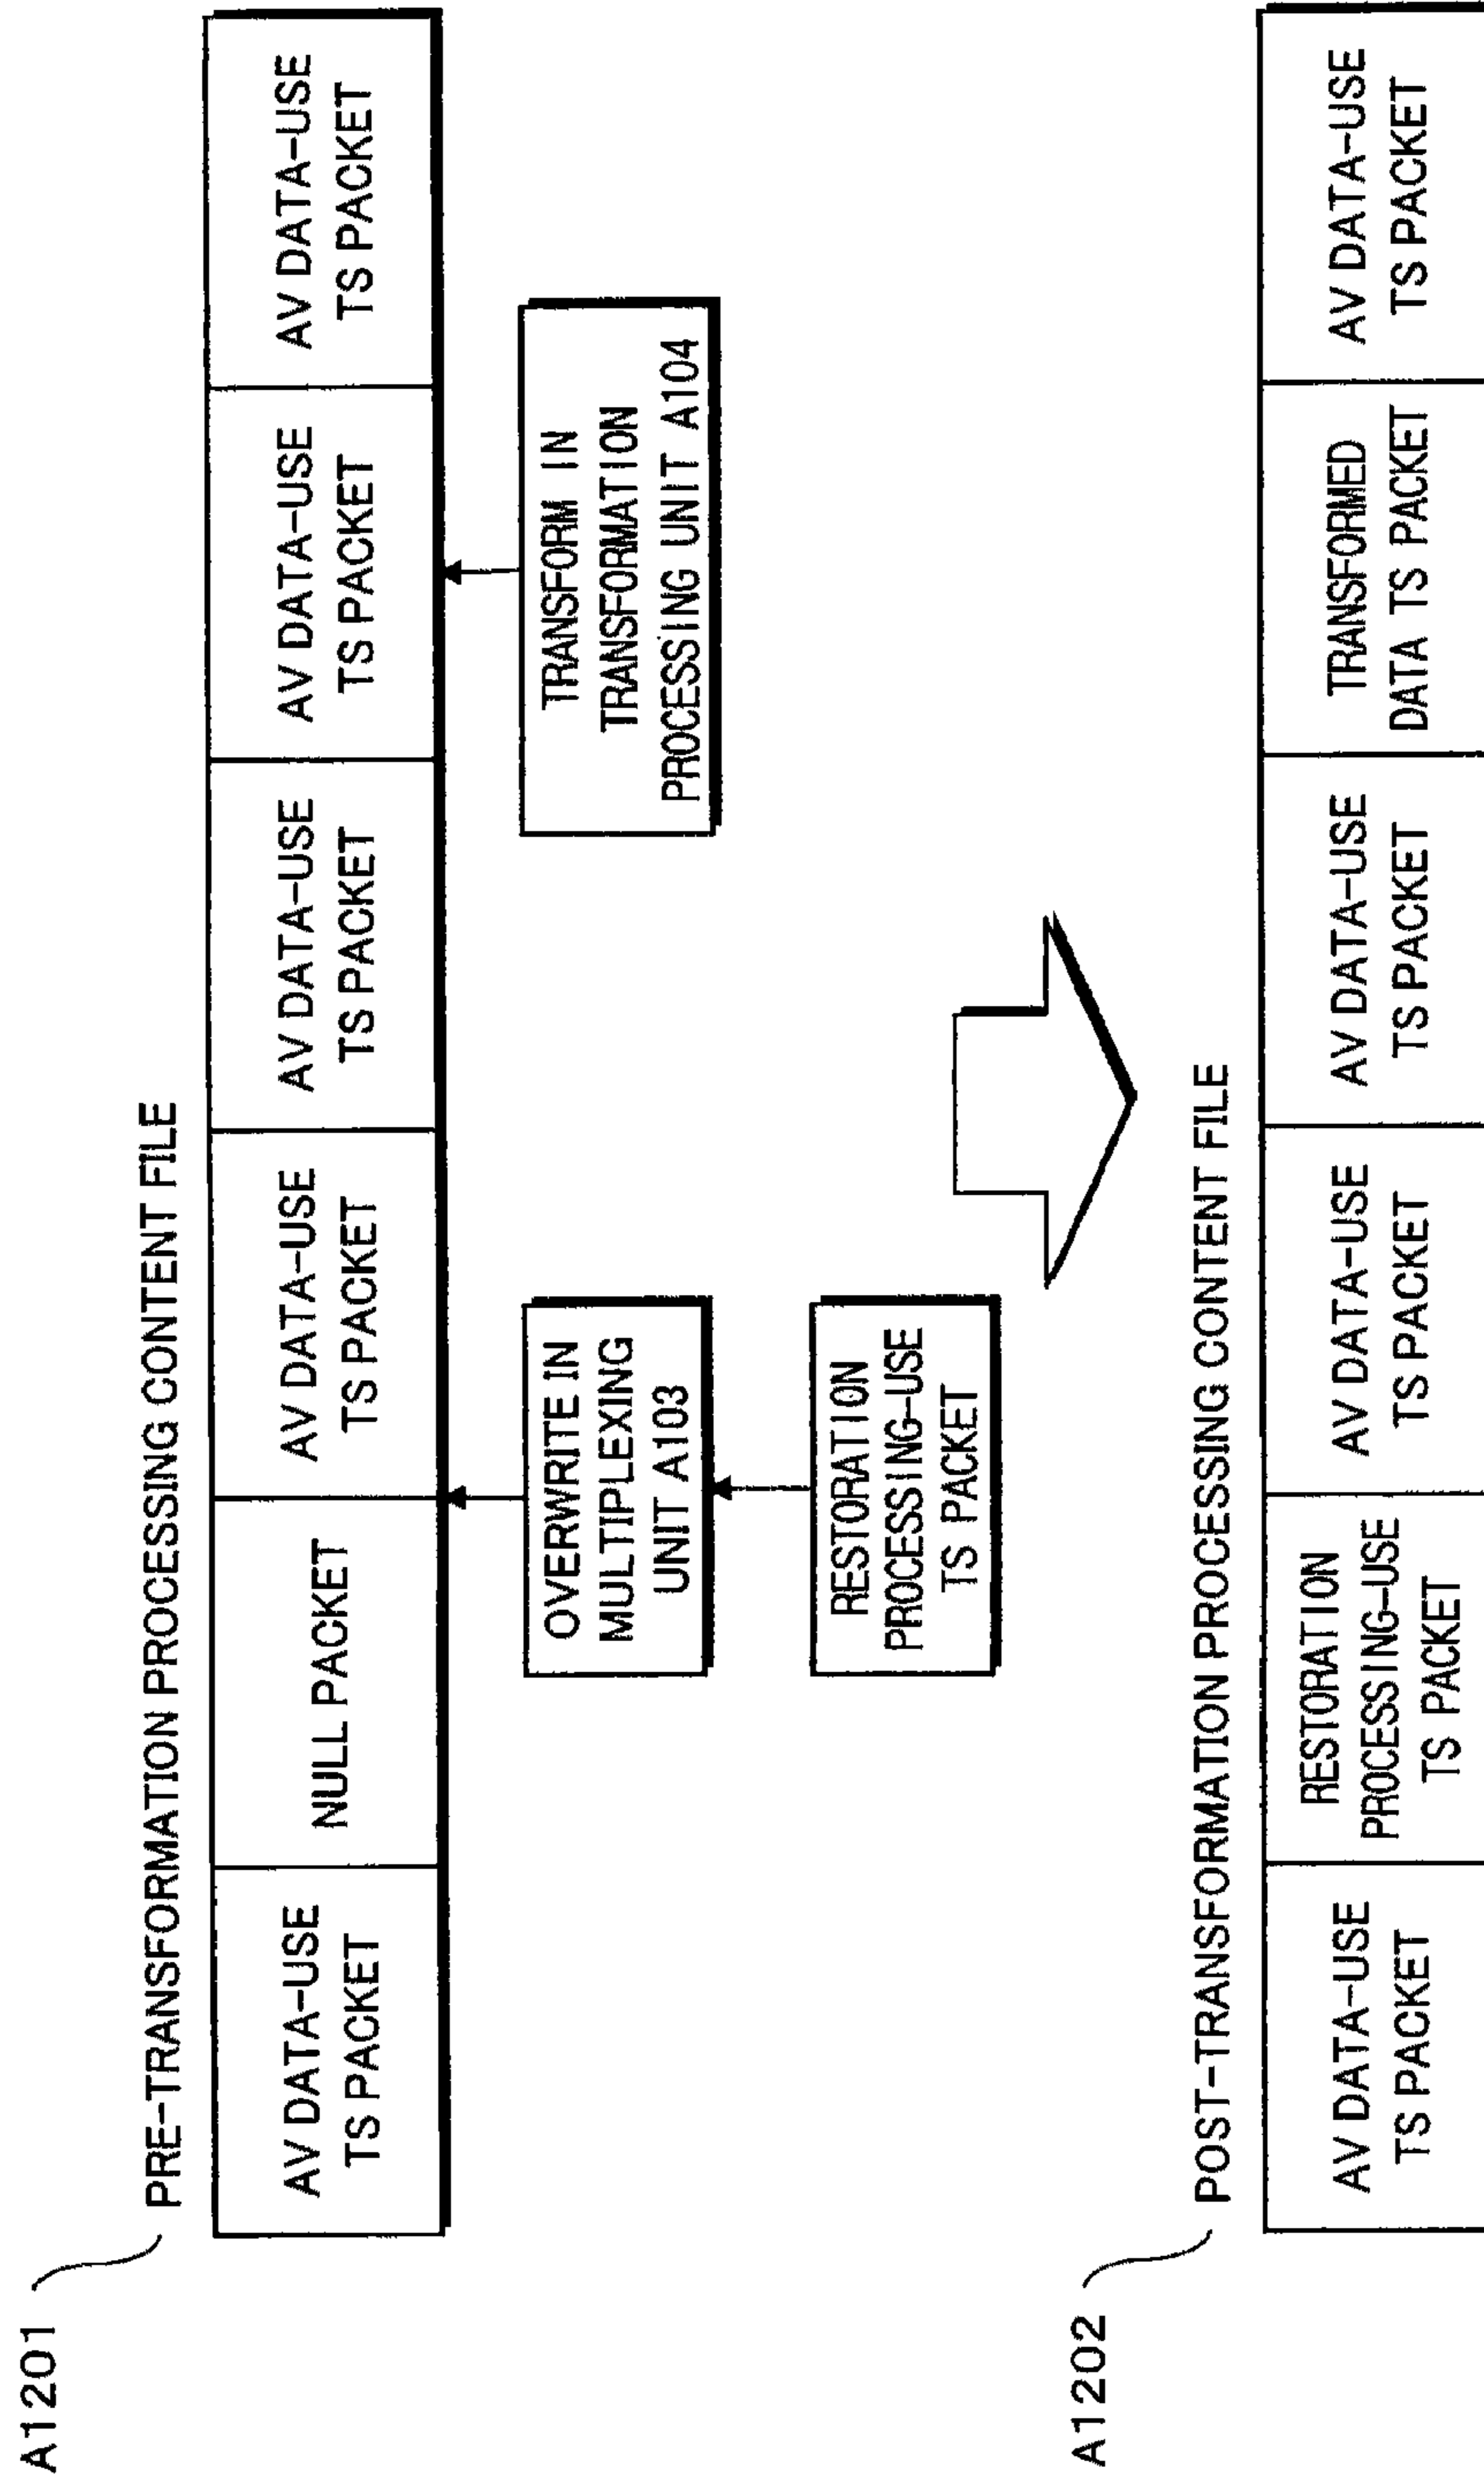 A1201
PRE-TRANSFORMATION PROCESSING CONTENT FILE
AV DATA-USE
TS PACKET
NULL PACKET
AV DATA-USE
TS PACKET
AV DATA-USE
TS PACKET
AV DATA-USE
TS PACKET
AV DATA-USE
TS PACKET
OVERWRITE IN
MULTIPLEXING
UNIT A103
TRANSFORM IN
TRANSFORMATION
PROCESSING UNIT A104
RESTORATION
PROCESSING-USE
TS PACKET
A1202
POST-TRANSFORMATION PROCESSING CONTENT FILE
AV DATA-USE
TS PACKET
RESTORATION
PROCESSING-USE
TS PACKET
AV DATA-USE
TS PACKET
AV DATA-USE
TS PACKET
TRANSFORMED
DATA TS PACKET
AV DATA-USE
TS PACKET